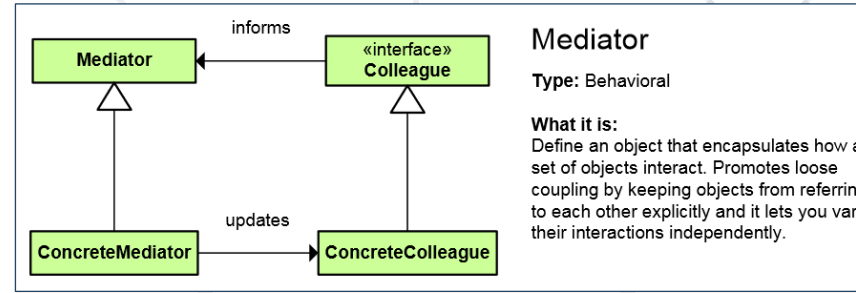 informs
Mediator
«interface»
Colleague
updates
ConcreteMediator
ConcreteColleague
Mediator
Type: Behavioral
What it is:
Define an object that encapsulates how
set of objects interact. Promotes loose
coupling by keeping objects from
to each other explicitly and it lets you
their interactions independently.